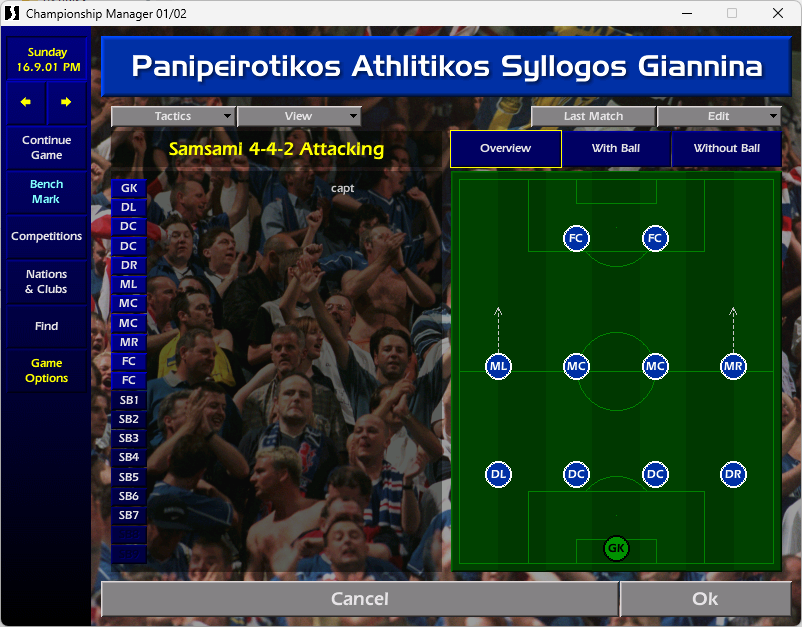 Championship Manager 01/02
Sunday
16.9.01 PM
Panipeirotikos Athlitikos Syllogos Giannina
Continue
Game
Bench
Mark
Competitions
Nations
& Clubs
Find
Game
Options
Tactics
View
Last Match
Edit
Samsami 4-4-2 Attacking
Overview
With Ball
Without Ball
GK capt
DL
DC
DC
DR
ML
MC
MC
MR
FC
FC
SB1
SB2
SB3
SB4
SB5
SB6
SB7
FC FC
ML MC MC MR
DL DC DC DR
GK
Cancel
Ok